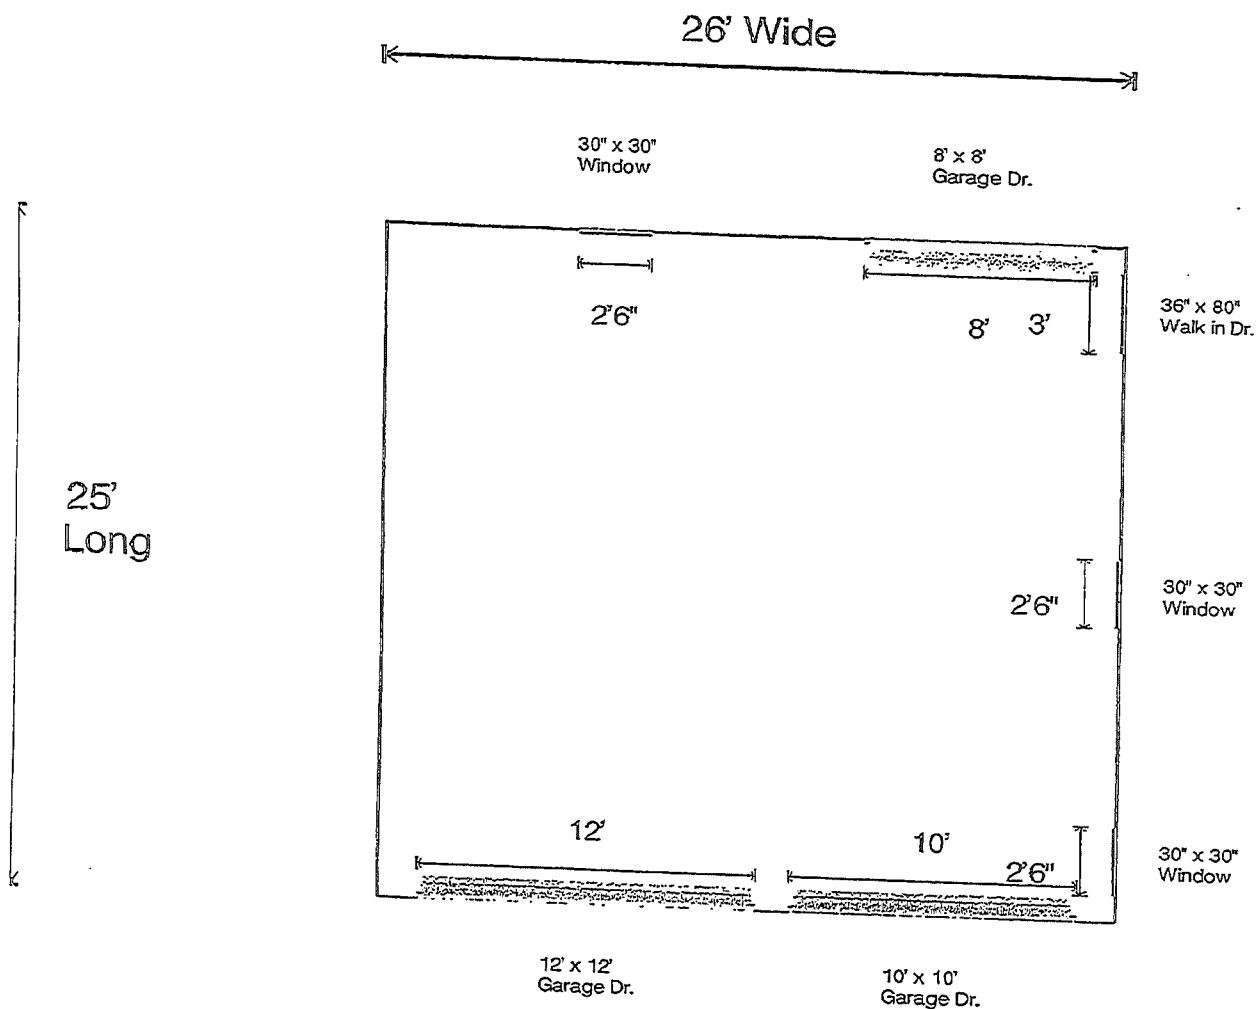 26' Wide
30" x 30"
Window
8' x 8'
Garage Dr.
2'6"
8'
3'
36" x 80"
Walk in Dr.
25'
Long
2'6"
30" x 30"
Window
12'
10'
2'6"
30" x 30"
Window
12' x 12'
Garage Dr.
10' x 10'
Garage Dr.